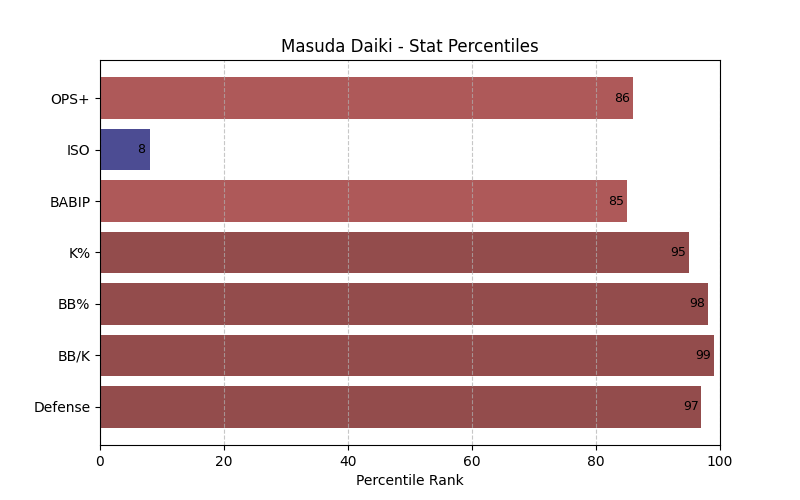 Masuda Daiki - Stat Percentiles
OPS+ 86
ISO 8
BABIP 85
K% 95
BB% 98
BB/K 99
Defense 97
0 20 40 60 80 100
Percentile Rank